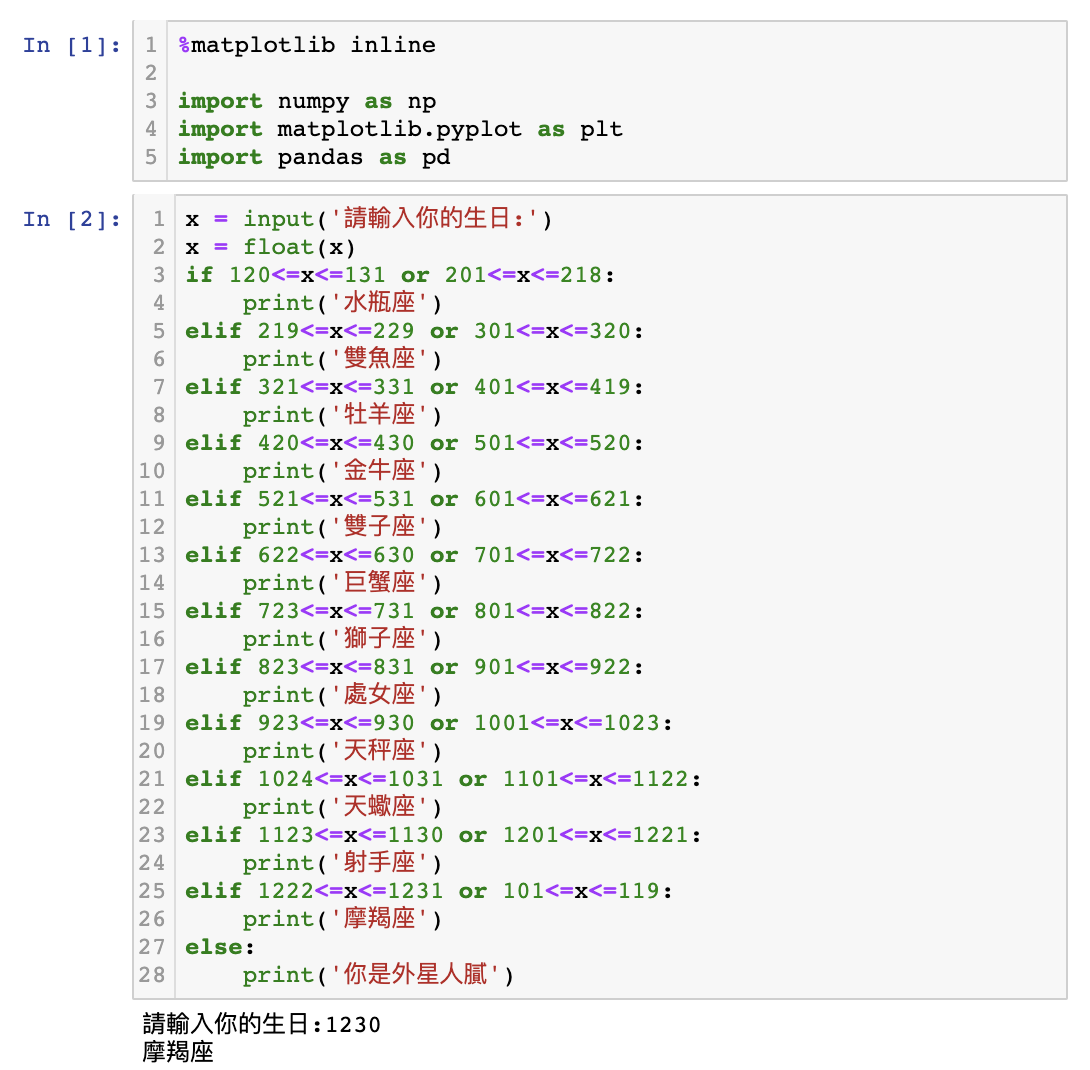 In [1]:
1 %matplotlib inline
2
3 import numpy as np
4 import matplotlib.pyplot as plt
5 import pandas as pd
In [2]:
1 x = input('請輸入你的生日:')
2 x = float(x)
3 if 120<=x<=131 or 201<=x<=218:
4     print('水瓶座')
5 elif 219<=x<=229 or 301<=x<=320:
6     print('雙魚座')
7 elif 321<=x<=331 or 401<=x<=419:
8     print('牡羊座')
9 elif 420<=x<=430 or 501<=x<=520:
10     print('金牛座')
11 elif 521<=x<=531 or 601<=x<=621:
12     print('雙子座')
13 elif 622<=x<=630 or 701<=x<=722:
14     print('巨蟹座')
15 elif 723<=x<=731 or 801<=x<=822:
16     print('獅子座')
17 elif 823<=x<=831 or 901<=x<=922:
18     print('處女座')
19 elif 923<=x<=930 or 1001<=x<=1023:
20     print('天秤座')
21 elif 1024<=x<=1031 or 1101<=x<=1122:
22     print('天蠍座')
23 elif 1123<=x<=1130 or 1201<=x<=1221:
24     print('射手座')
25 elif 1222<=x<=1231 or 101<=x<=119:
26     print('摩羯座')
27 else:
28     print('你是外星人膩')
請輸入你的生日:1230
摩羯座